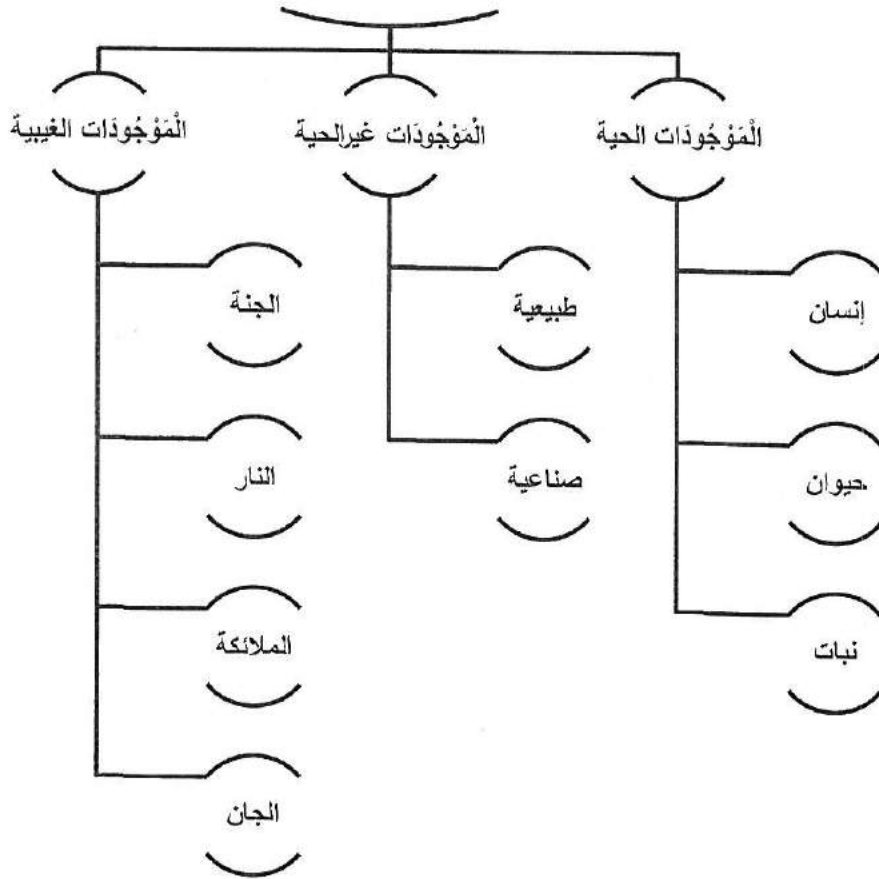 الْمَوْجُودَات الحية
الْمَوْجُودَات غيرالحية
الْمَوْجُودَات الغيبية
إنسان
حيوان
نبات
طبيعية
صناعية
الجنة
النار
الملائكة
الجان